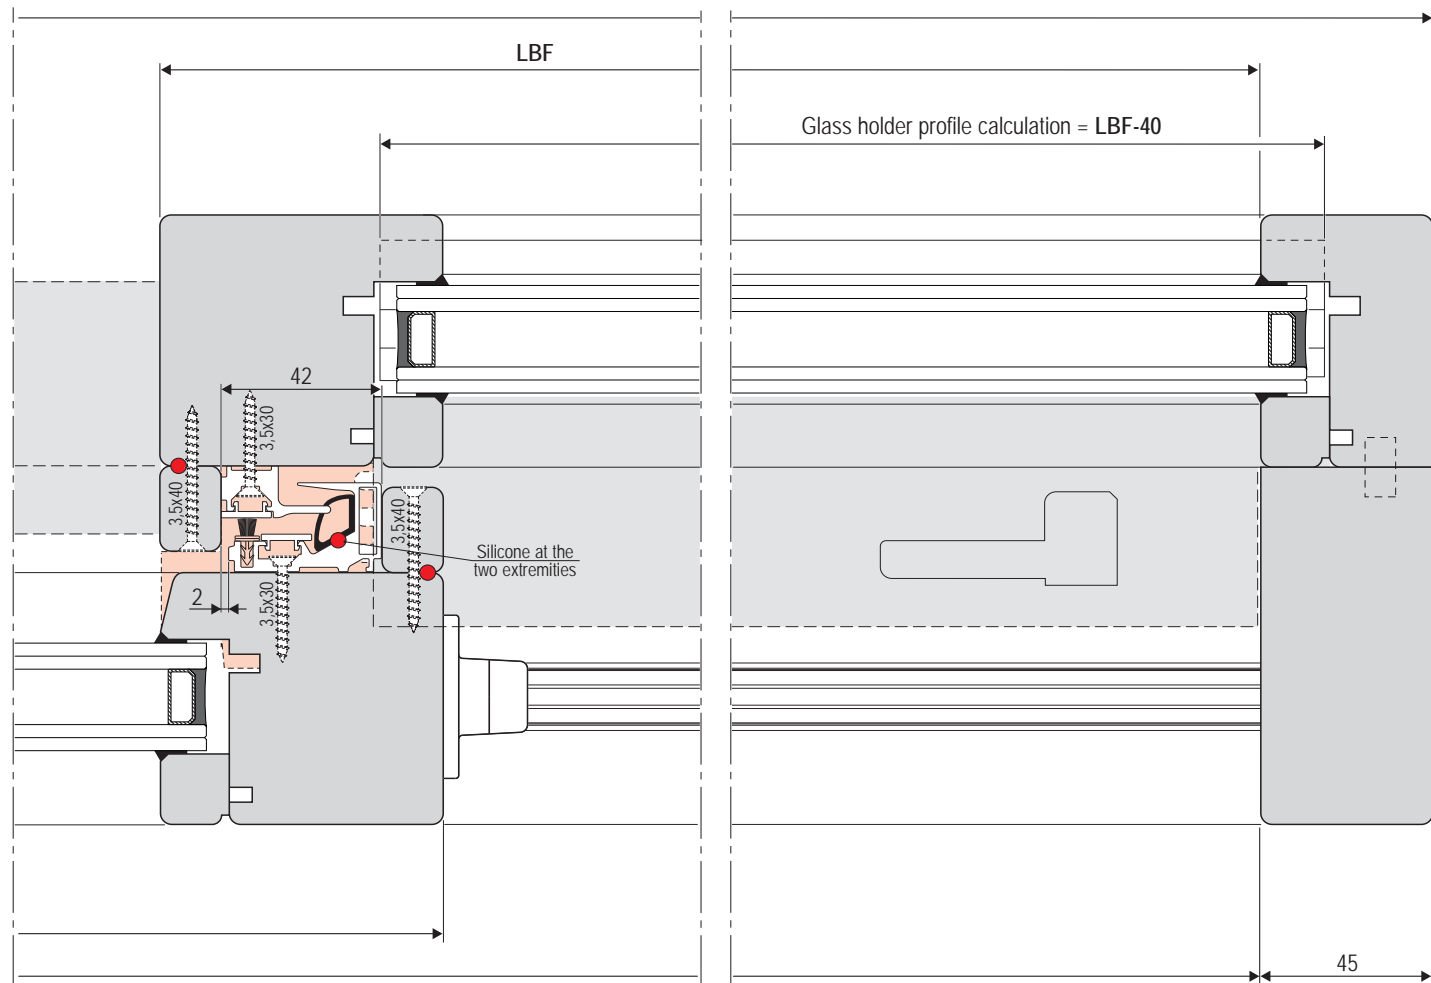 LBF
Glass holder profile calculation = LBF-40
42
3,5x30
3,5x40
3,5x40
Silicone at the
two extremities
2
3,5x30
45